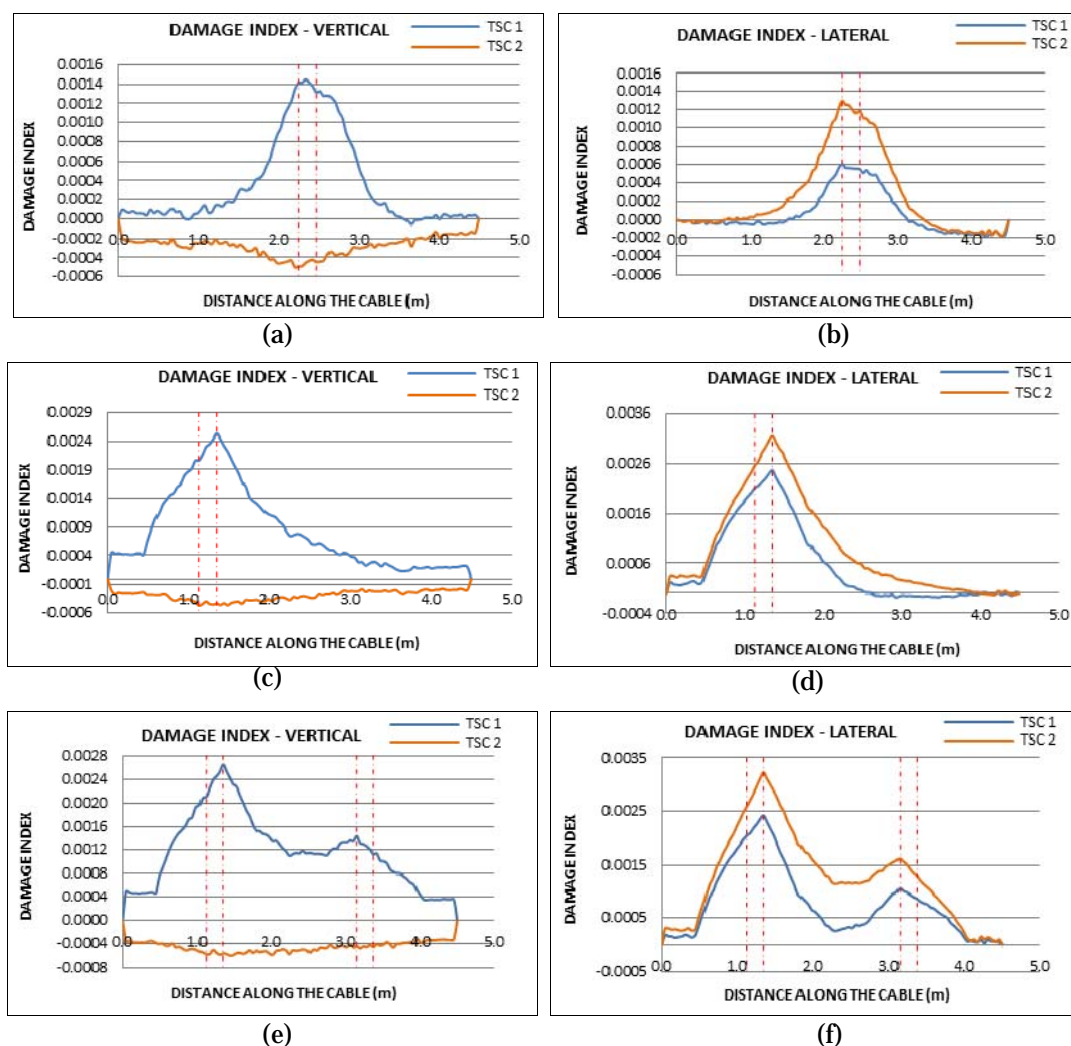 DAMAGE INDEX - VERTICAL
TSC 1
TSC 2
0.0016
0.0014
0.0012
0.0010
0.0008
0.0006
0.0004
0.0002
0.0000
-0.0002
-0.0004
-0.0006
DAMAGE INDEX
0.0 1.0 2.0 3.0 4.0 5.0
DISTANCE ALONG THE CABLE (m)
(a)
DAMAGE INDEX - LATERAL
TSC 1
TSC 2
0.0016
0.0014
0.0012
0.0010
0.0008
0.0006
0.0004
0.0002
0.0000
-0.0002
-0.0004
-0.0006
DAMAGE INDEX
0.0 1.0 2.0 3.0 4.0 5.0
DISTANCE ALONG THE CABLE (m)
(b)
DAMAGE INDEX - VERTICAL
TSC 1
TSC 2
0.0029
0.0024
0.0019
0.0014
0.0009
0.0004
-0.0001
-0.0006
DAMAGE INDEX
0.0 1.0 2.0 3.0 4.0 5.0
DISTANCE ALONG THE CABLE (m)
(c)
DAMAGE INDEX - LATERAL
TSC 1
TSC 2
0.0036
0.0026
0.0016
0.0006
-0.0004
DAMAGE INDEX
0.0 1.0 2.0 3.0 4.0 5.0
DISTANCE ALONG THE CABLE (m)
(d)
DAMAGE INDEX - VERTICAL
TSC 1
TSC 2
0.0028
0.0024
0.0020
0.0016
0.0012
0.0008
0.0004
0.0000
-0.0004
-0.0008
DAMAGE INDEX
0.0 1.0 2.0 3.0 4.0 5.0
DISTANCE ALONG THE CABLE (m)
(e)
DAMAGE INDEX - LATERAL
TSC 1
TSC 2
0.0035
0.0025
0.0015
0.0005
-0.0005
DAMAGE INDEX
0.0 1.0 2.0 3.0 4.0 5.0
DISTANCE ALONG THE CABLE (m)
(f)